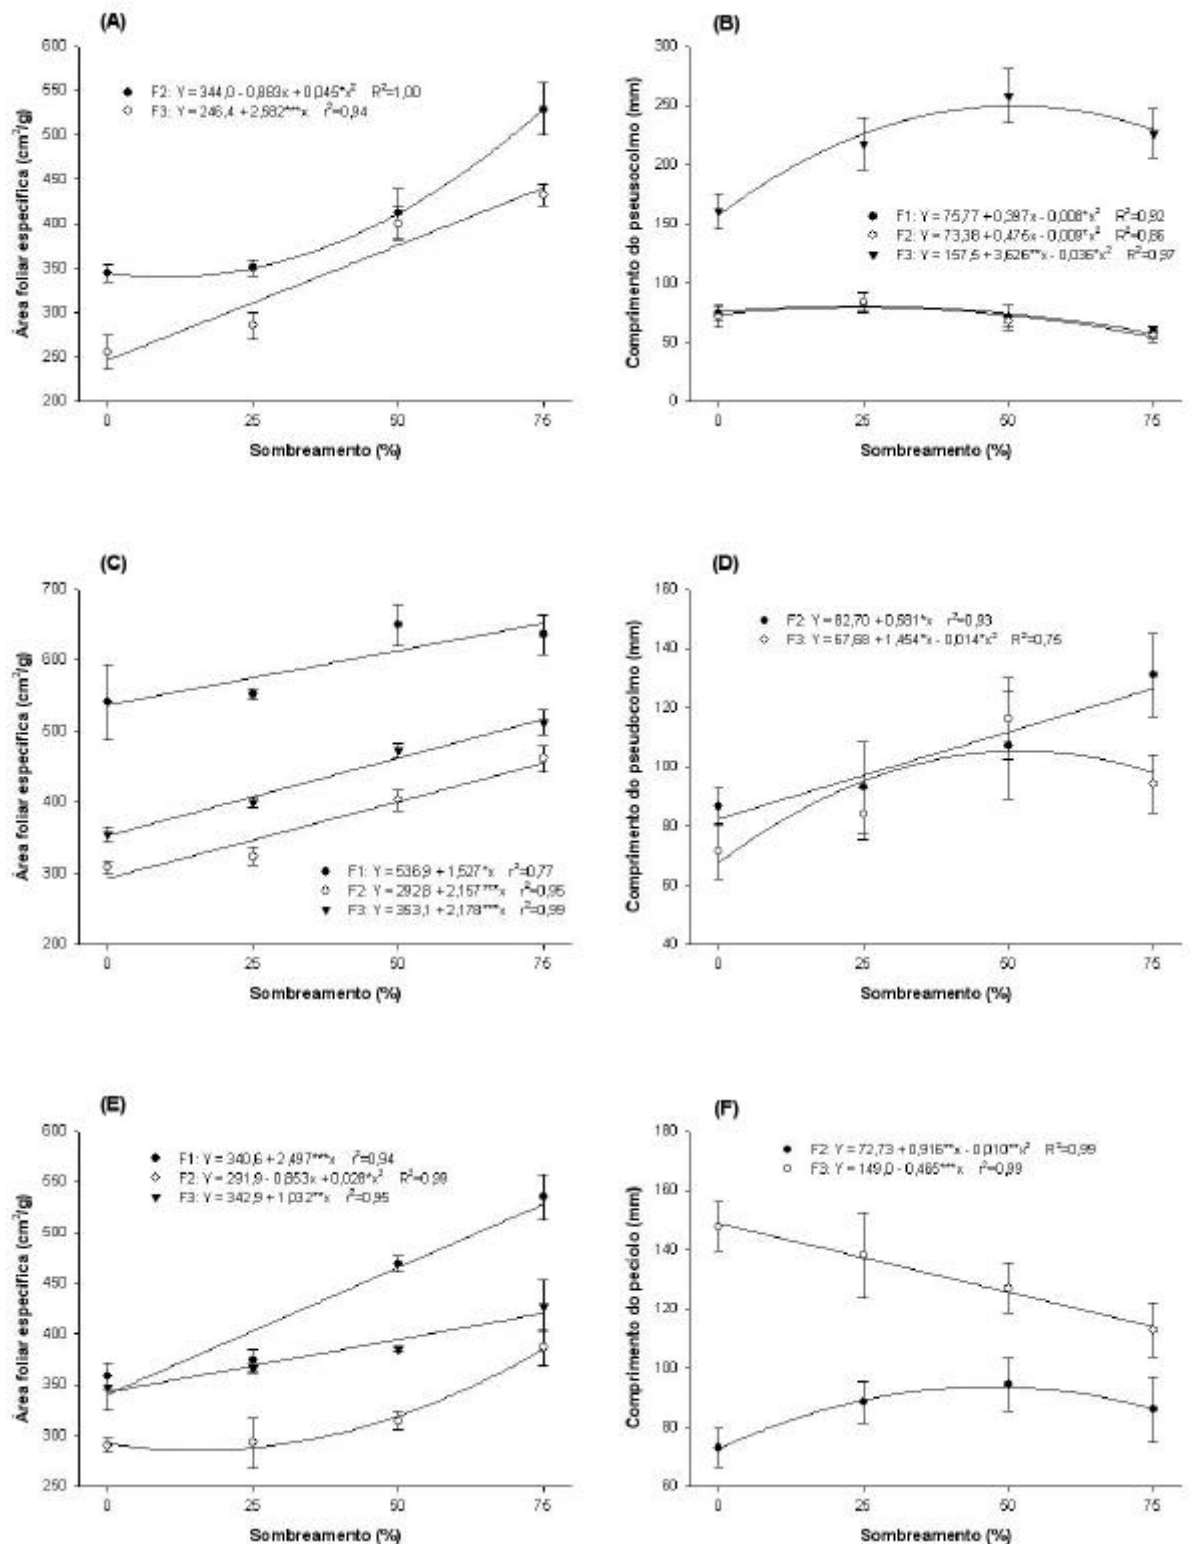 (A)
600
550
500
450
400
350
300
250
200
Área foliar específica (cm²/g)
F2: Y = 344,0 - 0,883x + 0,045*x² R²=1,00
F3: Y = 246,4 + 2,582***x r²=0,94
0 25 50 75
Sombreamento (%)
(B)
300
250
200
150
100
50
0
Comprimento do pseusocolmo (mm)
F1: Y = 75,77 + 0,397x - 0,008*x² R²=0,92
F2: Y = 73,38 + 0,475x - 0,009*x² R²=0,86
F3: Y = 157,5 + 3,626**x - 0,036*x² R²=0,97
0 25 50 75
Sombreamento (%)
(C)
700
600
500
400
300
200
Área foliar específica (cm²/g)
F1: Y = 536,9 + 1,527*x r²=0,77
F2: Y = 292,8 + 2,157***x r²=0,95
F3: Y = 353,1 + 2,178***x r²=0,99
0 25 50 75
Sombreamento (%)
(D)
160
140
120
100
80
60
40
Comprimento do pseudocolmo (mm)
F2: Y = 82,70 + 0,581*x r²=0,93
F3: Y = 67,68 + 1,454*x - 0,014*x² R²=0,75
0 25 50 75
Sombreamento (%)
(E)
600
550
500
450
400
350
300
250
Área foliar específica (cm²/g)
F1: Y = 340,6 + 2,497***x r²=0,94
F2: Y = 291,9 - 0,853x + 0,028*x² R²=0,99
F3: Y = 342,9 + 1,032**x r²=0,95
0 25 50 75
Sombreamento (%)
(F)
180
160
140
120
100
80
60
Comprimento do pecíolo (mm)
F2: Y = 72,73 + 0,916**x - 0,010**x² R²=0,99
F3: Y = 149,0 - 0,465***x r²=0,99
0 25 50 75
Sombreamento (%)